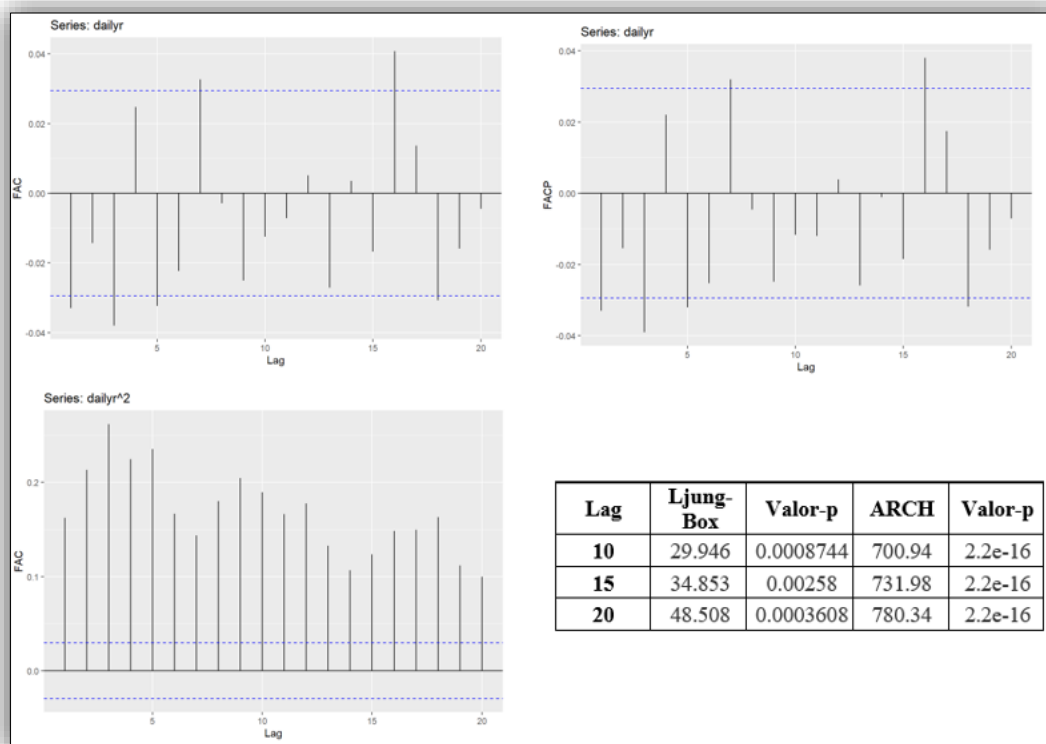 Series: dailyr
0.04
0.02
0.00
-0.02
-0.04
FAC
5
10
15
20
Lag
Series: dailyr
0.04
0.02
0.00
-0.02
-0.04
FACP
5
10
15
20
Lag
Series: dailyr^2
0.2
0.1
0.0
FAC
5
10
15
20
Lag
Lag Ljung-Box Valor-p ARCH Valor-p
10 29.946 0.0008744 700.94 2.2e-16
15 34.853 0.00258 731.98 2.2e-16
20 48.508 0.0003608 780.34 2.2e-16